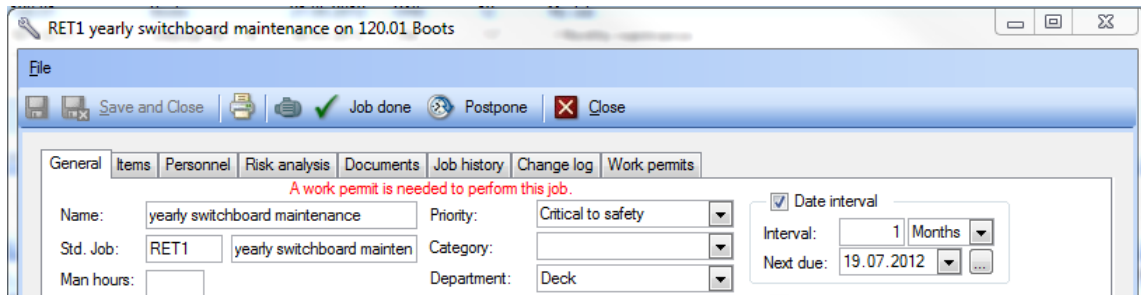 RET1 yearly switchboard maintenance on 120.01 Boots
File
Save and Close Job done Postpone Close
General Items Personnel Risk analysis Documents Job history Change log Work permits
A work permit is needed to perform this job.
Name: yearly switchboard maintenance Priority: Critical to safety Date interval
Std. Job: RET1 yearly switchboard mainten Category: Interval: 1 Months
Man hours: Department: Deck Next due: 19.07.2012 ...